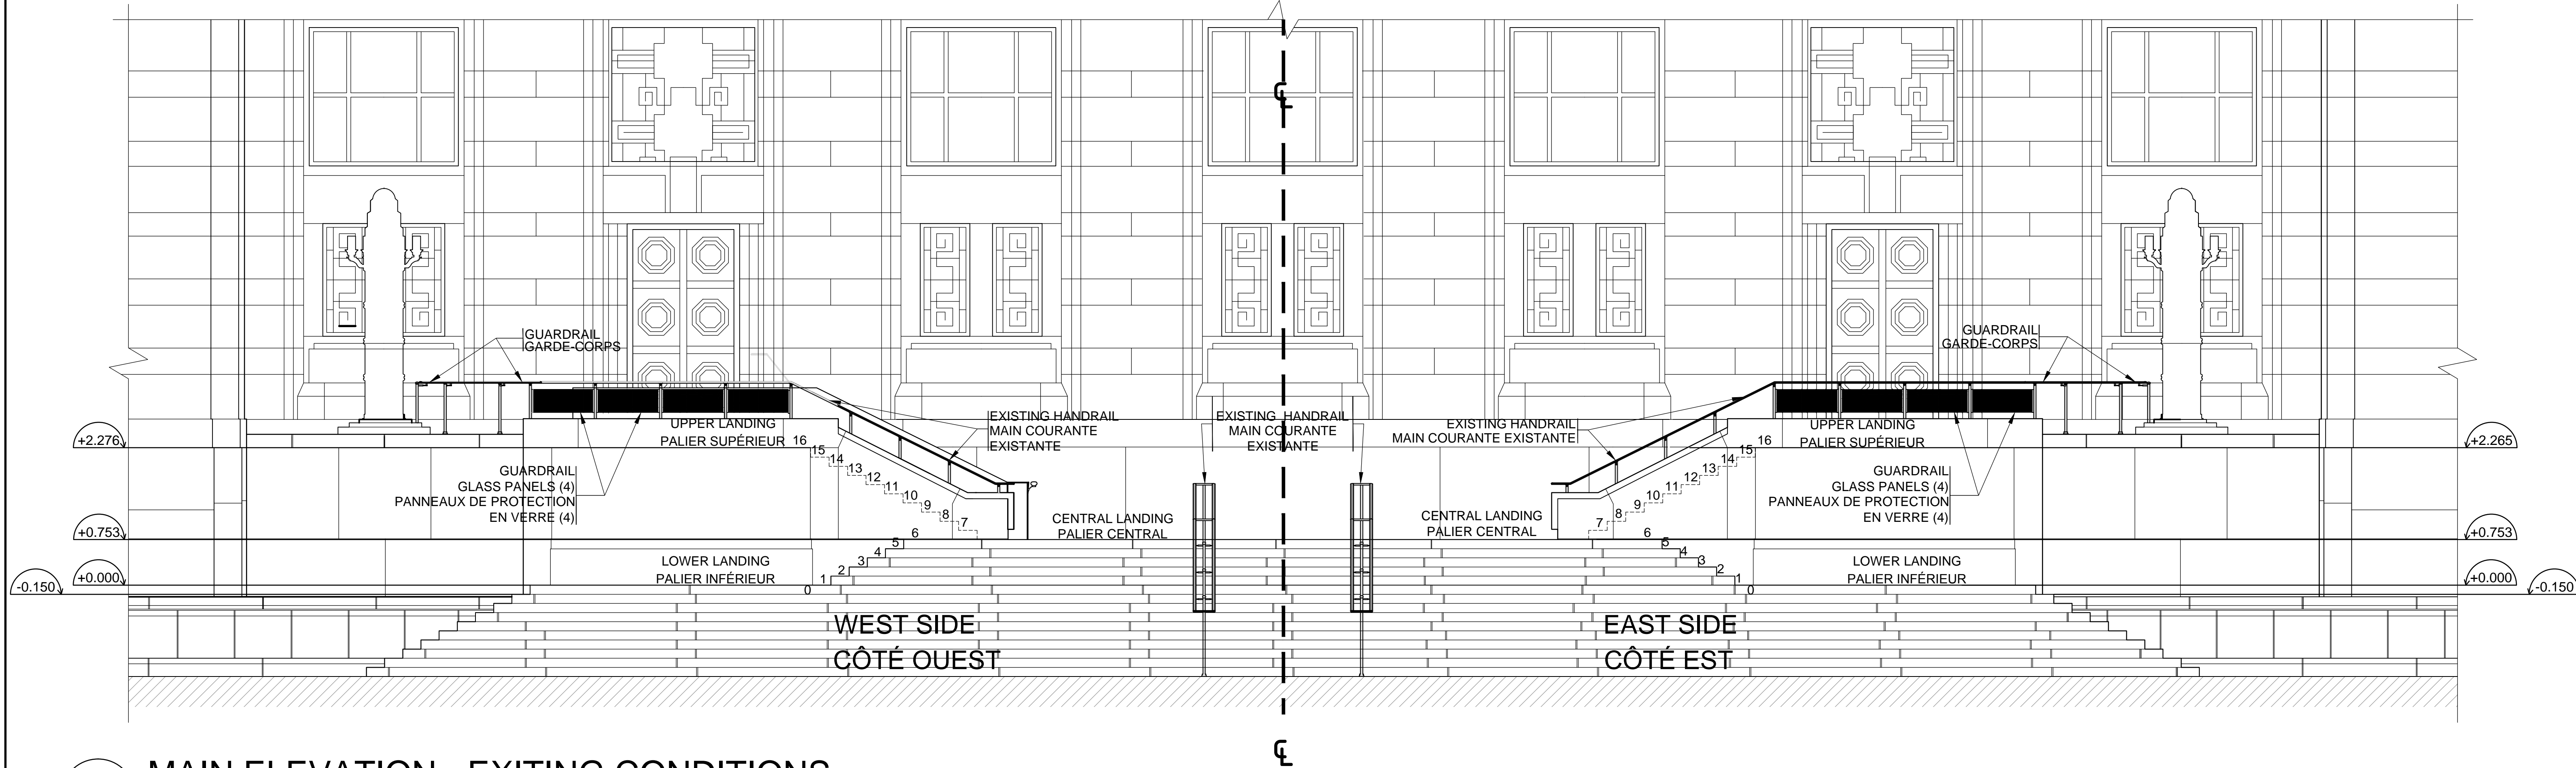 ℄
GUARDRAIL
GARDE-CORPS
GUARDRAIL
GARDE-CORPS
EXISTING HANDRAIL
MAIN COURANTE
EXISTANTE
EXISTING HANDRAIL
MAIN COURANTE
EXISTANTE
EXISTING HANDRAIL
MAIN COURANTE EXISTANTE
UPPER LANDING
PALIER SUPÉRIEUR
UPPER LANDING
PALIER SUPÉRIEUR
+2.276
+2.265
16
15
14
13
12
11
10
9
8
7
16
15
14
13
12
11
10
9
8
7
GUARDRAIL
GLASS PANELS (4)
PANNEAUX DE PROTECTION
EN VERRE (4)
GUARDRAIL
GLASS PANELS (4)
PANNEAUX DE PROTECTION
EN VERRE (4)
CENTRAL LANDING
PALIER CENTRAL
CENTRAL LANDING
PALIER CENTRAL
+0.753
+0.753
6
5
4
3
2
1
0
6
5
4
3
2
1
0
LOWER LANDING
PALIER INFÉRIEUR
LOWER LANDING
PALIER INFÉRIEUR
-0.150
+0.000
+0.000
-0.150
WEST SIDE
CÔTÉ OUEST
EAST SIDE
CÔTÉ EST
℄
MAIN ELEVATION - EXITING CONDITIONS